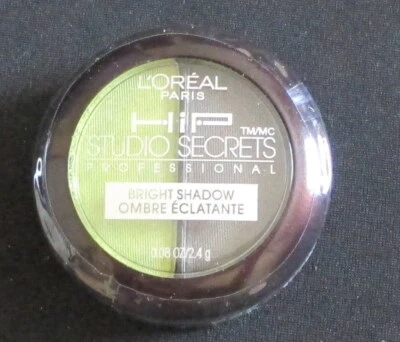 L'ORÉAL
PARIS
HiP
TM/MC
STUDIO SECRETS
PROFESSIONAL
BRIGHT SHADOW
OMBRE ÉCLATANTE
0.08 OZ/2.4 g